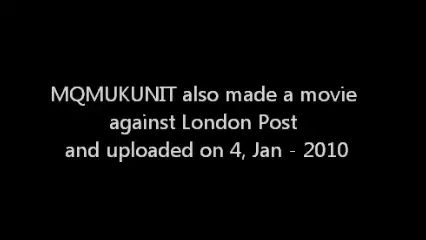 MQMUKUNIT also made a movie
against London Post
and uploaded on 4, Jan - 2010